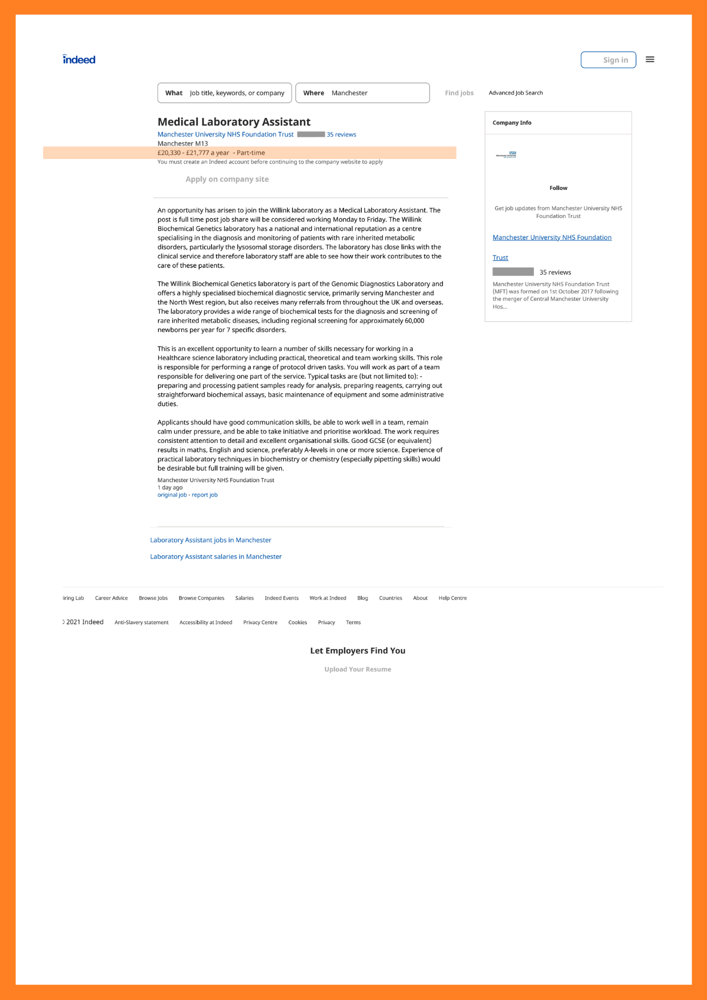 indeed
Sign in
What Job title, keywords, or company
Where Manchester
Find jobs
Advanced Job Search
Medical Laboratory Assistant
Manchester University NHS Foundation Trust 35 reviews
Manchester M13
£20,330 - £21,777 a year - Part-time
You must create an Indeed account before continuing to the company website to apply
Apply on company site
An opportunity has arisen to join the Willink laboratory as a Medical Laboratory Assistant. The
post is full time post job share will be considered working Monday to Friday. The Willink
Biochemical Genetics laboratory has a national and international reputation as a centre
specialising in the diagnosis and monitoring of patients with rare inherited metabolic
disorders, particularly the lysosomal storage disorders. The laboratory has close links with the
clinical service and therefore laboratory staff are able to see how their work contributes to the
care of these patients.
The Willink Biochemical Genetics laboratory is part of the Genomic Diagnostics Laboratory and
offers a highly specialised biochemical diagnostic service, primarily serving Manchester and
the North West region, but also receives many referrals from throughout the UK and overseas.
The laboratory provides a wide range of biochemical tests for the diagnosis and screening of
rare inherited metabolic diseases, including regional screening for approximately 60,000
newborns per year for 7 specific disorders.
This is an excellent opportunity to learn a number of skills necessary for working in a
Healthcare science laboratory including practical, theoretical and team working skills. This role
is responsible for performing a range of protocol driven tasks. You will work as part of a team
responsible for delivering one part of the service. Typical tasks are (but not limited to): -
preparing and processing patient samples ready for analysis, preparing reagents, carrying out
straightforward biochemical assays, basic maintenance of equipment and some administrative
duties.
Applicants should have good communication skills, be able to work well in a team, remain
calm under pressure, and be able to take initiative and prioritise workload. The work requires
consistent attention to detail and excellent organisational skills. Good GCSE (or equivalent)
results in maths, English and science, preferably A-levels in one or more science. Experience of
practical laboratory techniques in biochemistry or chemistry (especially pipetting skills) would
be desirable but full training will be given.
Manchester University NHS Foundation Trust
1 day ago
original job - report job
Company Info
NHS
Manchester University
NHS Foundation Trust
Follow
Get job updates from Manchester University NHS
Foundation Trust
Manchester University NHS Foundation
Trust
35 reviews
Manchester University NHS Foundation Trust
(MFT) was formed on 1st October 2017 following
the merger of Central Manchester University
Hos...
Laboratory Assistant jobs in Manchester
Laboratory Assistant salaries in Manchester
iring Lab Career Advice Browse Jobs Browse Companies Salaries Indeed Events Work at Indeed Blog Countries About Help Centre
© 2021 Indeed Anti-Slavery statement Accessibility at Indeed Privacy Centre Cookies Privacy Terms
Let Employers Find You
Upload Your Resume